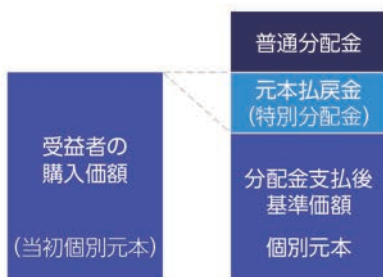 受益者の
購入価額
(当初個別元本)
普通分配金
元本払戻金
(特別分配金)
分配金支払後
基準価額
個別元本